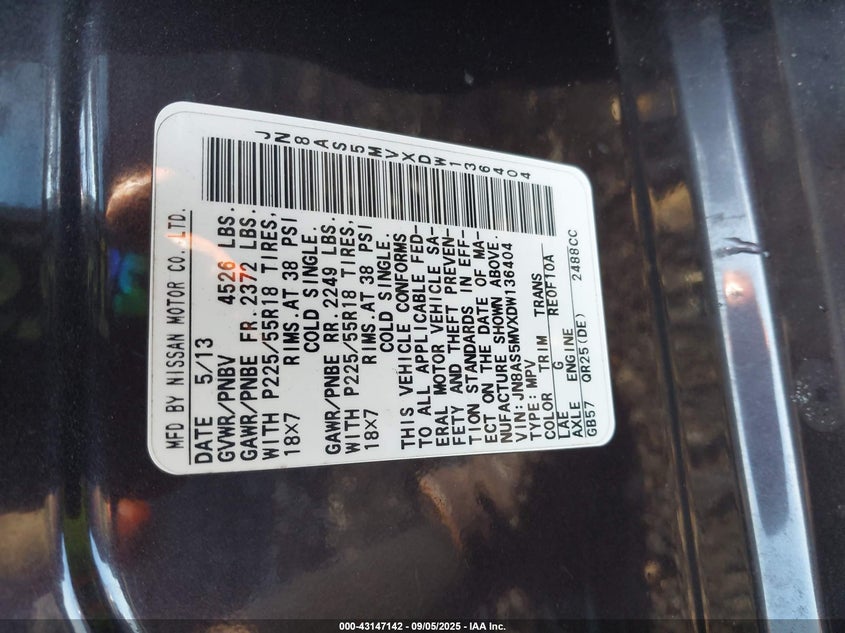 MFD BY NISSAN MOTOR CO., LTD.
DATE 5/13
GVWR/PNBV 4526 LBS.
GAWR/PNBE FR. 2372 LBS.
WITH P225/55R18 TIRES,
18X7 RIMS. AT 38 PSI
COLD SINGLE.
GAWR/PNBE RR. 2249 LBS.
WITH P225/55R18 TIRES,
18X7 RIMS. AT 38 PSI
COLD SINGLE.
THIS VEHICLE CONFORMS
TO ALL APPLICABLE FED-
ERAL MOTOR VEHICLE SA-
FETY AND THEFT PREVEN-
TION STANDARDS IN EFF-
ECT ON THE DATE OF MA-
NUFACTURE SHOWN ABOVE.
VIN: JN8AS5MVXDW136404
TYPE: MPV
COLOR TRIM TRANS
LAE G RE0F10A
AXLE ENGINE
GB57 QR25(DE) 2488CC
JN8AS5MVXDW136404
000-43147142 - 09/05/2025 - IAA Inc.